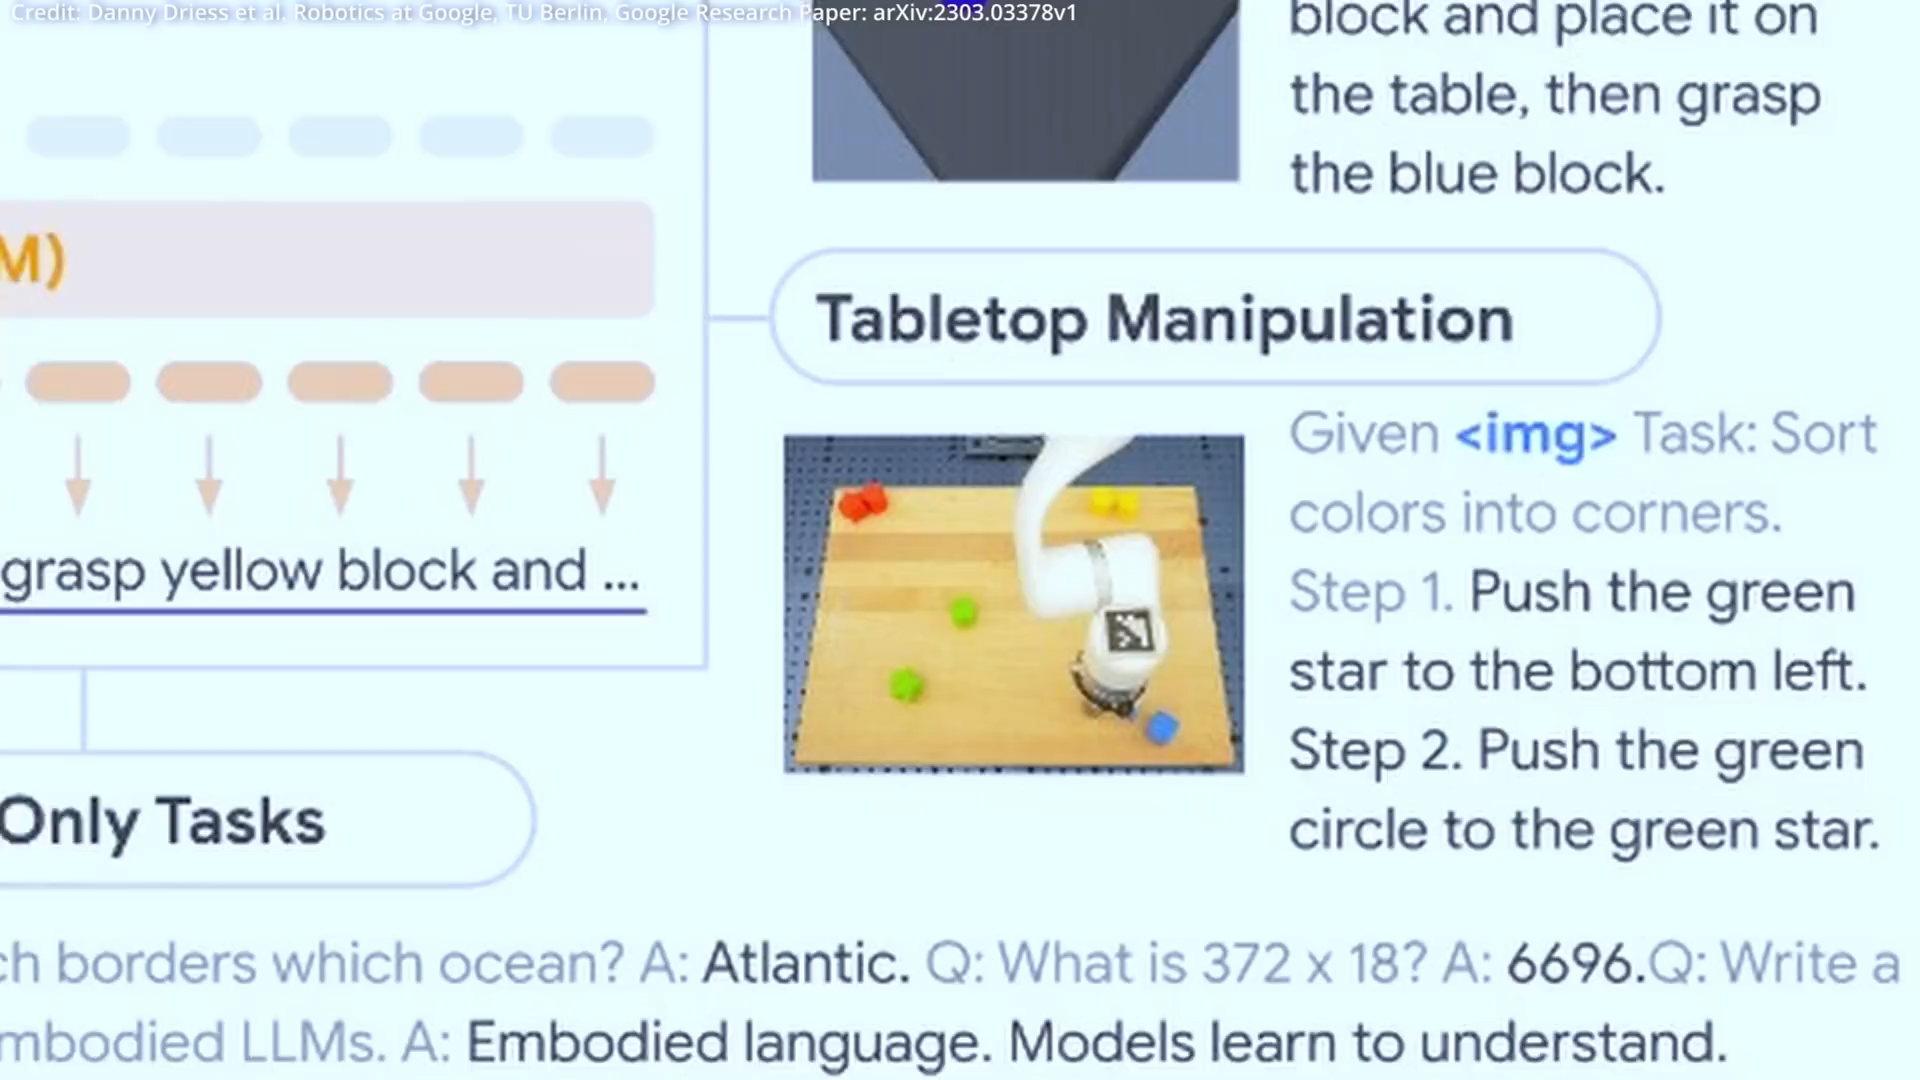 Credit: Danny Driess et al. Robotics at Google, TU Berlin, Google Research Paper: arXiv:2303.03378v1
block and place it on
the table, then grasp
the blue block.
M)
grasp yellow block and ...
Tabletop Manipulation
Given <img> Task: Sort
colors into corners.
Step 1. Push the green
star to the bottom left.
Step 2. Push the green
circle to the green star.
Only Tasks
ch borders which ocean? A: Atlantic. Q: What is 372 x 18? A: 6696.Q: Write a
mbodied LLMs. A: Embodied language. Models learn to understand.